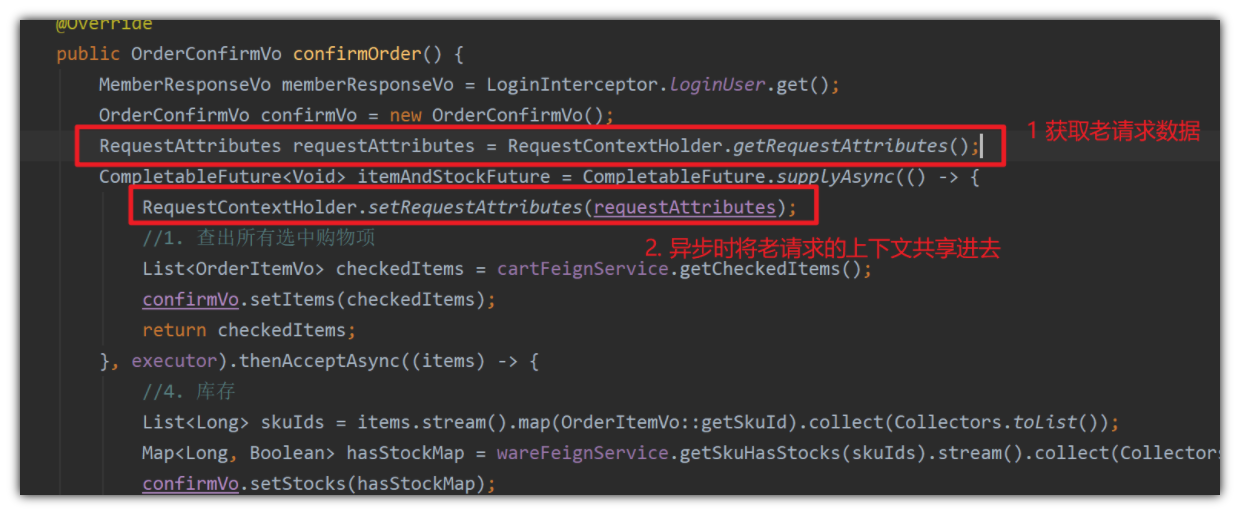 @Override
public OrderConfirmVo confirmOrder() {
MemberResponseVo memberResponseVo = LoginInterceptor.loginUser.get();
OrderConfirmVo confirmVo = new OrderConfirmVo();
RequestAttributes requestAttributes = RequestContextHolder.getRequestAttributes();
1 获取老请求数据
CompletableFuture<Void> itemAndStockFuture = CompletableFuture.supplyAsync(() -> {
RequestContextHolder.setRequestAttributes(requestAttributes);
//1. 查出所有选中购物项
2. 异步时将老请求的上下文共享进去
List<OrderItemVo> checkedItems = cartFeignService.getCheckedItems();
confirmVo.setItems(checkedItems);
return checkedItems;
}, executor).thenAcceptAsync((items) -> {
//4. 库存
List<Long> skuIds = items.stream().map(OrderItemVo::getSkuId).collect(Collectors.toList());
Map<Long, Boolean> hasStockMap = wareFeignService.getSkuHasStocks(skuIds).stream().collect(Collectors
confirmVo.setStocks(hasStockMap);